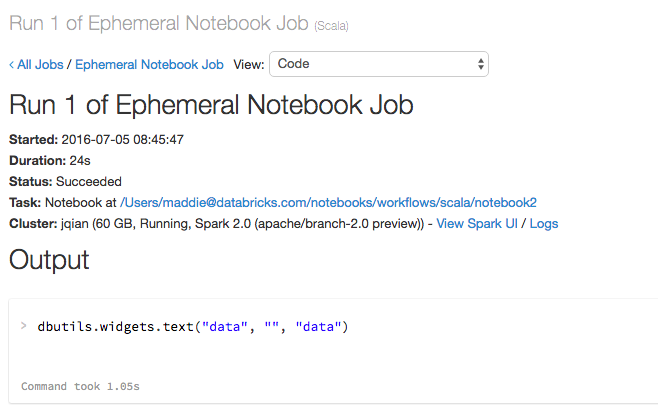 Run 1 of Ephemeral Notebook Job (Scala)
< All Jobs / Ephemeral Notebook Job View: Code
Run 1 of Ephemeral Notebook Job
Started: 2016-07-05 08:45:47
Duration: 24s
Status: Succeeded
Task: Notebook at /Users/maddie@databricks.com/notebooks/workflows/scala/notebook2
Cluster: jqian (60 GB, Running, Spark 2.0 (apache/branch-2.0 preview)) - View Spark UI / Logs
Output
> dbutils.widgets.text("data", "", "data")
Command took 1.05s